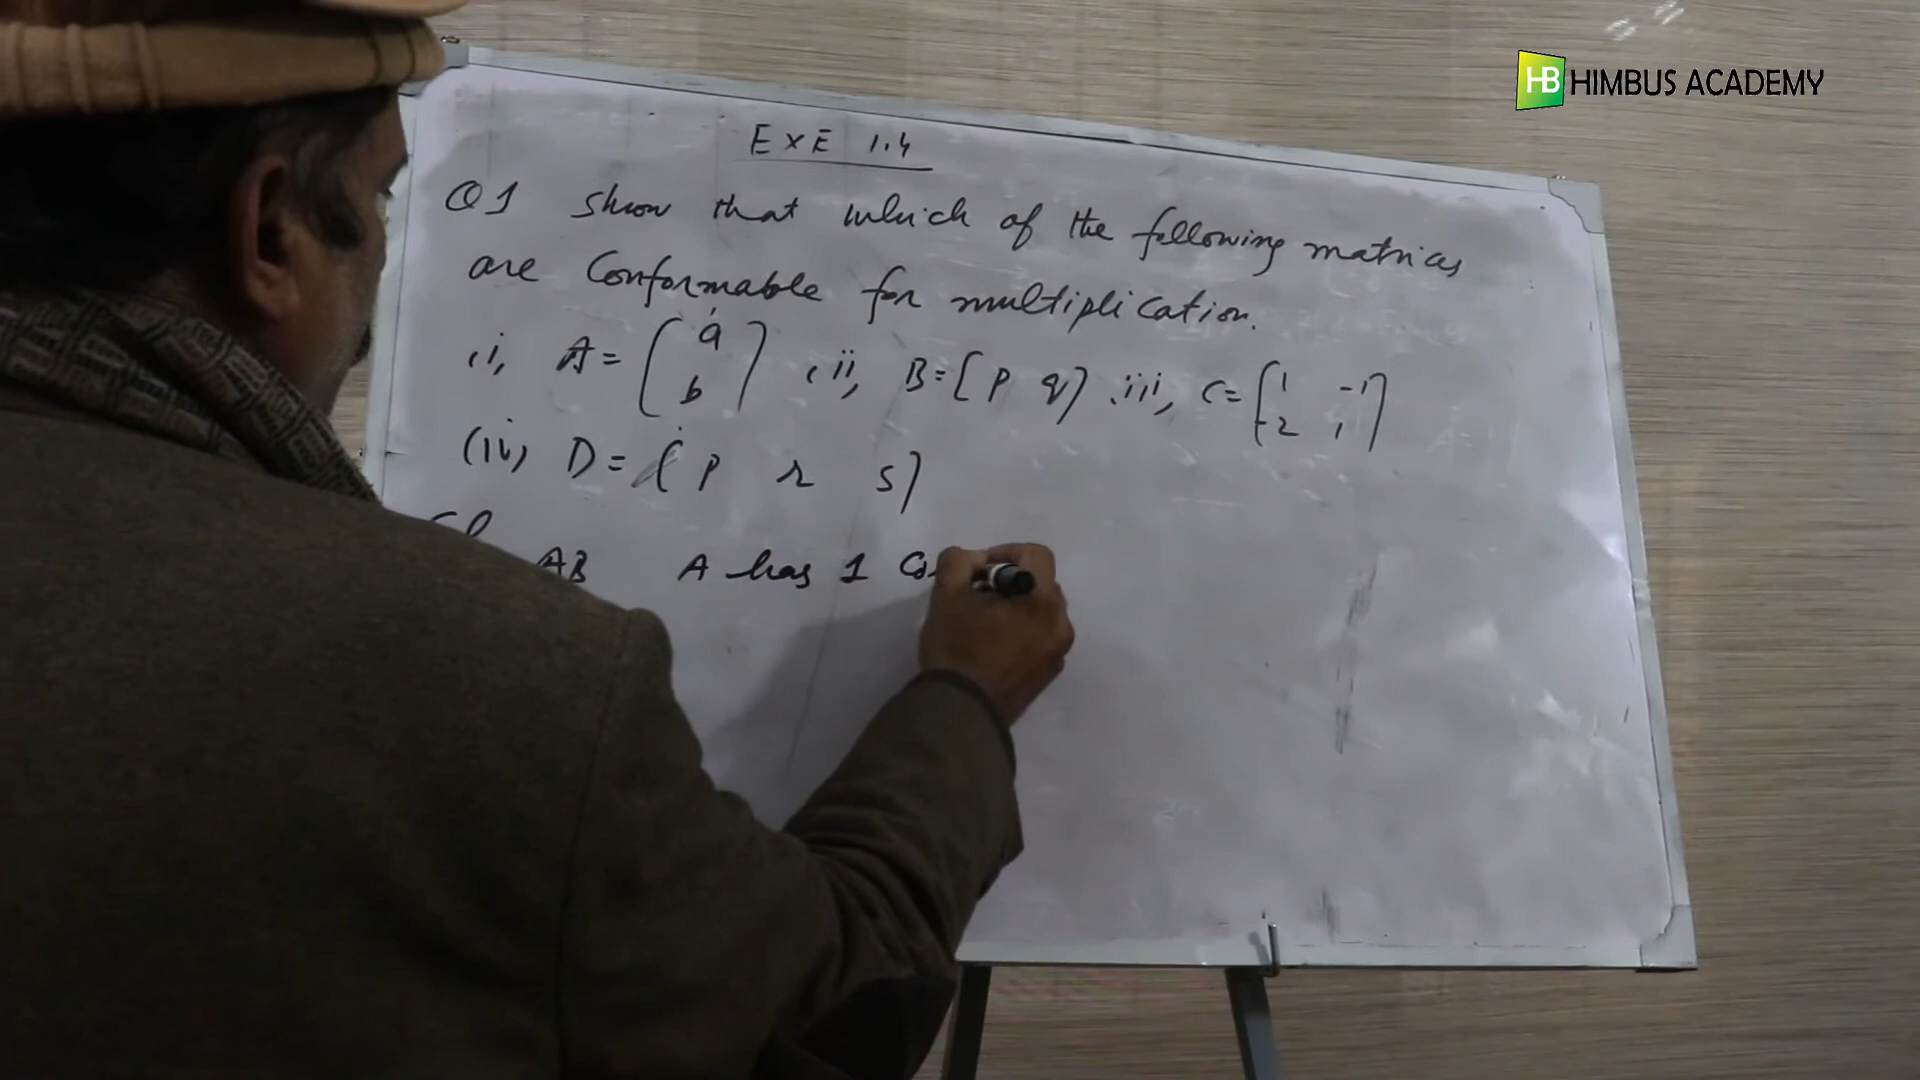 HB HIMBUS ACADEMY
EXE 1.4
Q1 Show that which of the following matrices
are Conformable for multiplication.
(i, A = [a b] (ii, B = [p q] iii, C = [1 -1 -2 1]
(iv) D = [p r s]
AB A has 1